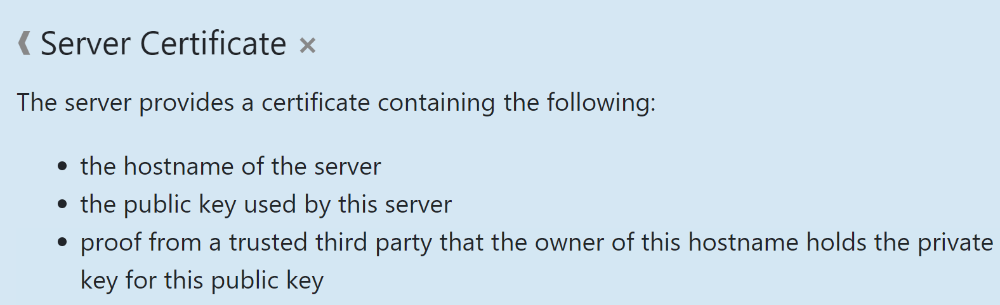 Server Certificate ×
The server provides a certificate containing the following:
• the hostname of the server
• the public key used by this server
• proof from a trusted third party that the owner of this hostname holds the private
key for this public key